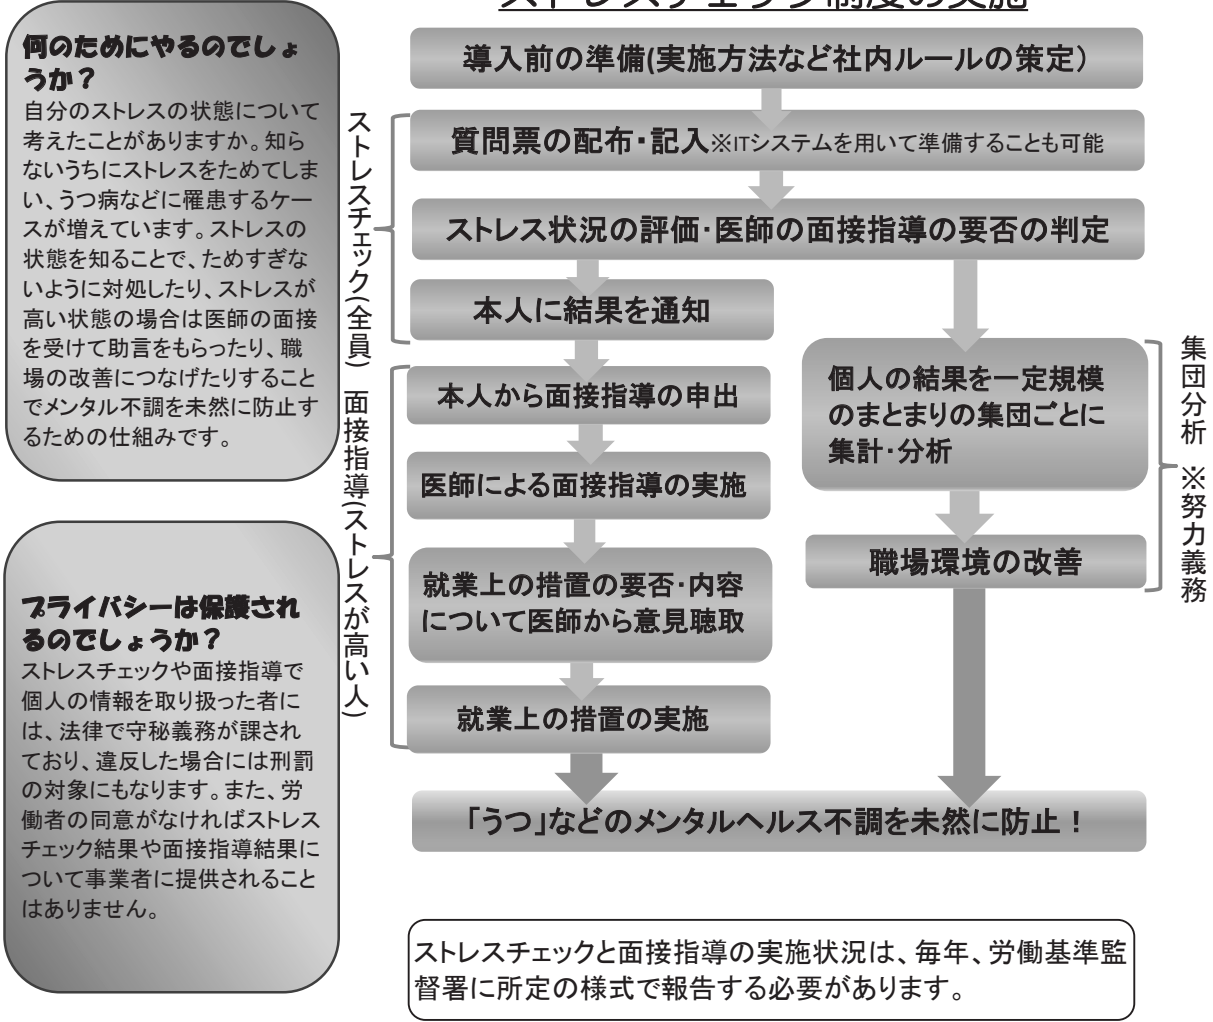 ストレスチェック制度の実施
何のためにやるのでしょ
うか？
自分のストレスの状態について
考えたことがありますか。知ら
ないうちにストレスをためてしま
い、うつ病などに罹患するケー
スが増えています。ストレスの
状態を知ることで、ためすぎな
いように対処したり、ストレスが
高い状態の場合は医師の面接
を受けて助言をもらったり、職
場の改善につなげたりすること
でメンタル不調を未然に防止す
るための仕組みです。
プライバシーは保護され
るのでしょうか？
ストレスチェックや面接指導で
個人の情報を取り扱った者に
は、法律で守秘義務が課され
ており、違反した場合には刑罰
の対象にもなります。また、労
働者の同意がなければストレス
チェック結果や面接指導結果に
ついて事業者に提供されること
はありません。
導入前の準備(実施方法など社内ルールの策定）
ストレスチェック(全員)
質問票の配布・記入※ITシステムを用いて準備することも可能
ストレス状況の評価・医師の面接指導の要否の判定
本人に結果を通知
面接指導(ストレスが高い人)
本人から面接指導の申出
医師による面接指導の実施
就業上の措置の要否・内容
について医師から意見聴取
就業上の措置の実施
個人の結果を一定規模
のまとまりの集団ごとに
集計・分析
職場環境の改善
集団分析 ※努力義務
「うつ」などのメンタルヘルス不調を未然に防止！
ストレスチェックと面接指導の実施状況は、毎年、労働基準監
督署に所定の様式で報告する必要があります。